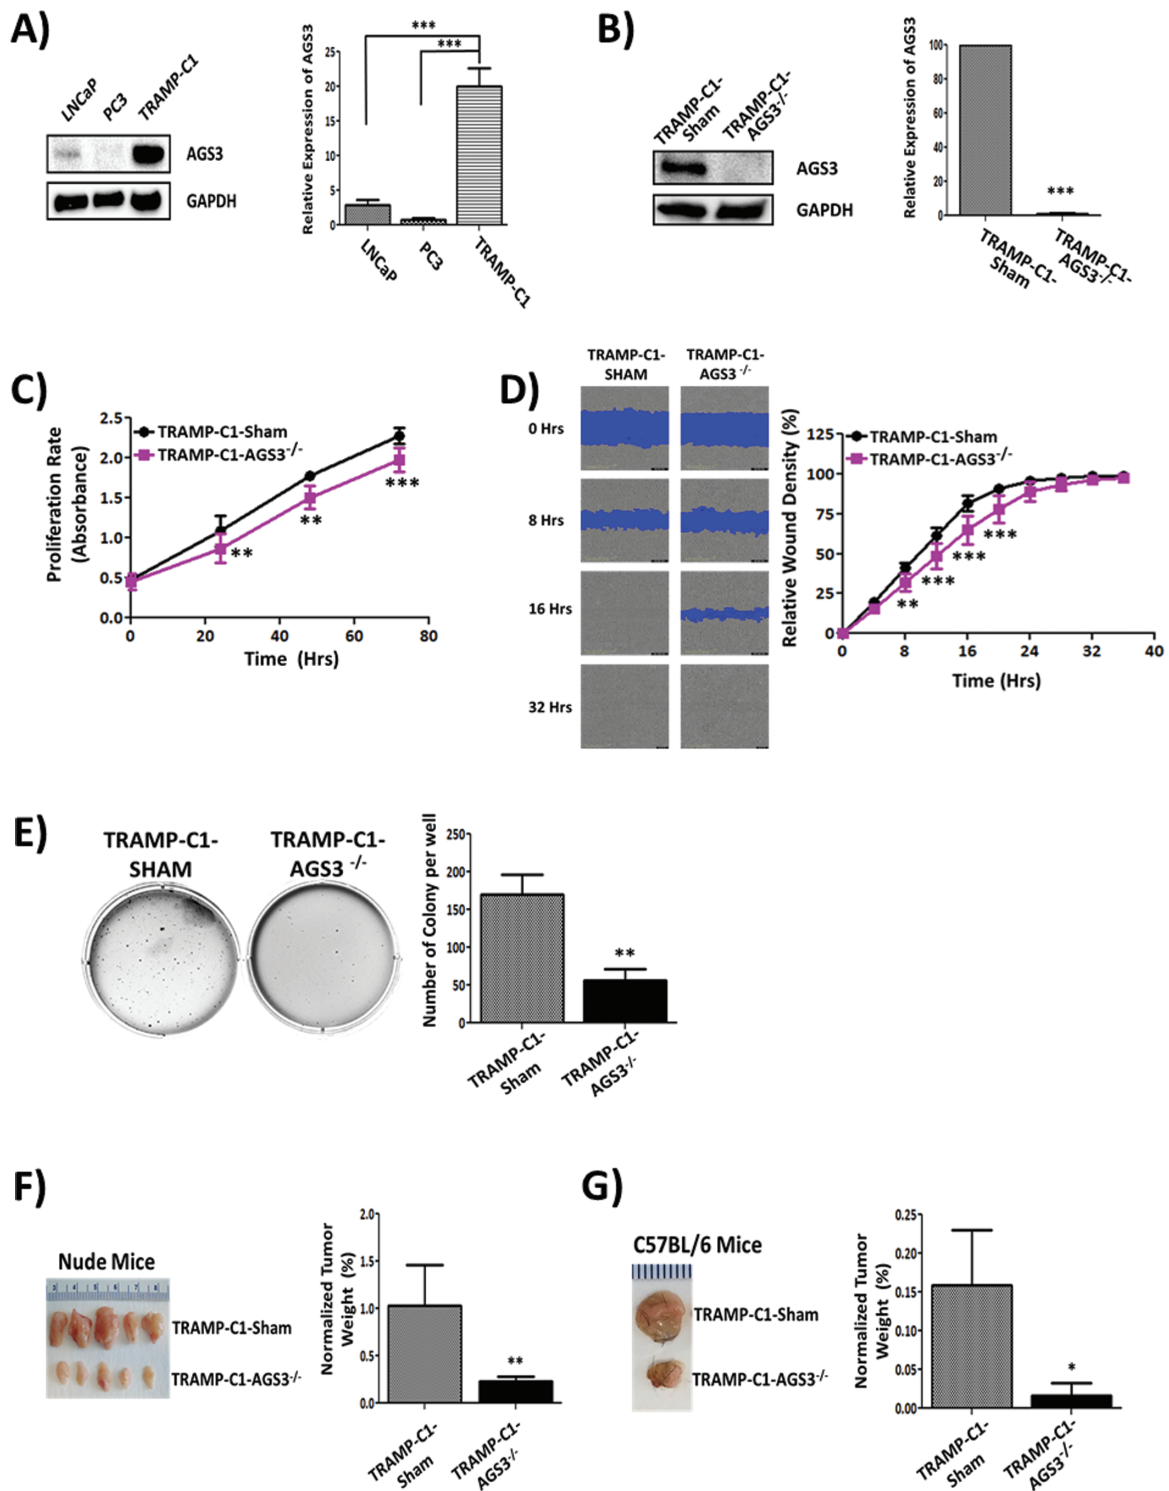 A)
LNCaP
PC3
TRAMP-C1
AGS3
GAPDH
Relative Expression of AGS3
25
20
15
10
5
0
***
***
LNCaP
PC3
TRAMP-C1
B)
TRAMP-C1-
Sham
TRAMP-C1-
AGS3-/-
AGS3
GAPDH
Relative Expression of AGS3
100
80
60
40
20
0
***
TRAMP-C1-
Sham
TRAMP-C1-
AGS3-/-
C)
Proliferation Rate
(Absorbance)
2.5
2.0
1.5
1.0
0.5
0.0
TRAMP-C1-Sham
TRAMP-C1-AGS3-/-
**
**
***
0
20
40
60
80
Time (Hrs)
D)
TRAMP-C1-
SHAM
TRAMP-C1-
AGS3 -/-
0 Hrs
8 Hrs
16 Hrs
32 Hrs
Relative Wound Density (%)
125
100
75
50
25
0
TRAMP-C1-Sham
TRAMP-C1-AGS3-/-
**
***
***
***
0
8
16
24
32
40
Time (Hrs)
E)
TRAMP-C1-
SHAM
TRAMP-C1-
AGS3 -/-
Number of Colony per well
250
200
150
100
50
0
**
TRAMP-C1-
Sham
TRAMP-C1-
AGS3-/-
F)
Nude Mice
3 4 5 6 7 8
TRAMP-C1-Sham
TRAMP-C1-AGS3-/-
Normalized Tumor
Weight (%)
2.0
1.5
1.0
0.5
0.0
**
TRAMP-C1-
Sham
TRAMP-C1-
AGS3-/-
G)
C57BL/6 Mice
TRAMP-C1-Sham
TRAMP-C1-AGS3-/-
Normalized Tumor
Weight (%)
0.25
0.20
0.15
0.10
0.05
0.00
*
TRAMP-C1-
Sham
TRAMP-C1-
AGS3-/-